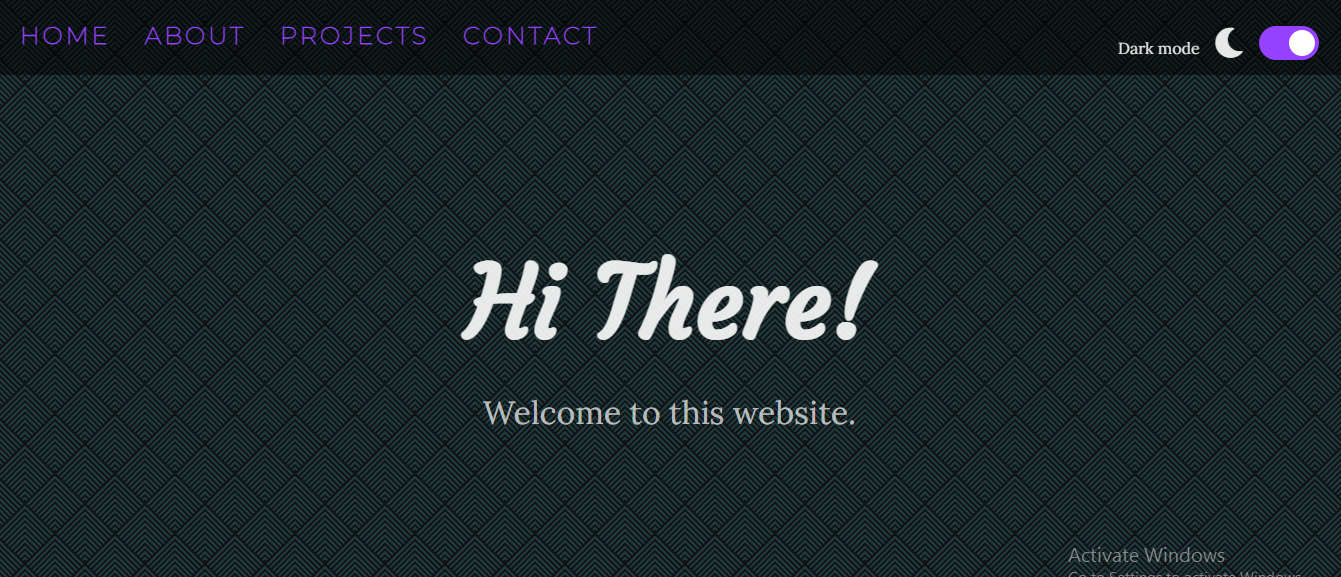 HOME ABOUT PROJECTS CONTACT
Dark mode
Hi There!
Welcome to this website.
Activate Windows
Go to Settings to activate Windows.